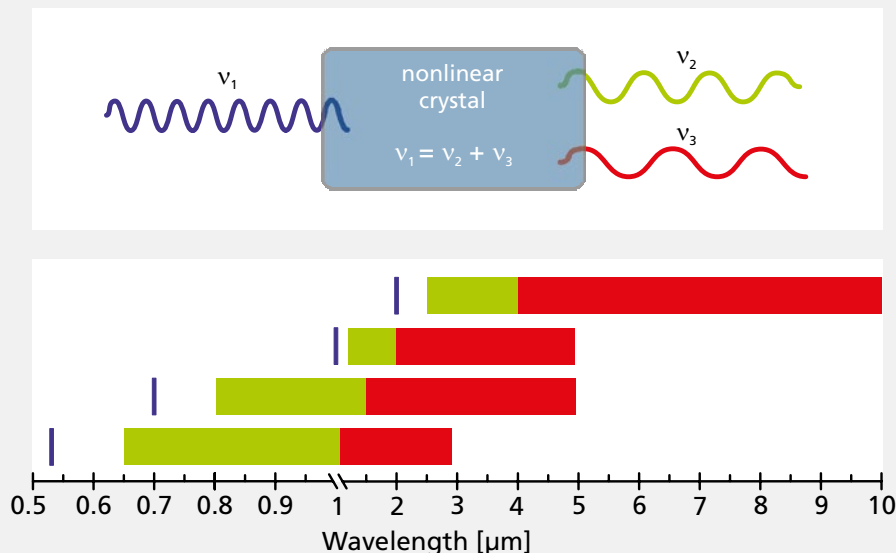 ν1
nonlinear
crystal
ν1 = ν2 + ν3
ν2
ν3
0.5 0.6 0.7 0.8 0.9 1 2 3 4 5 6 7 8 9 10
Wavelength [µm]